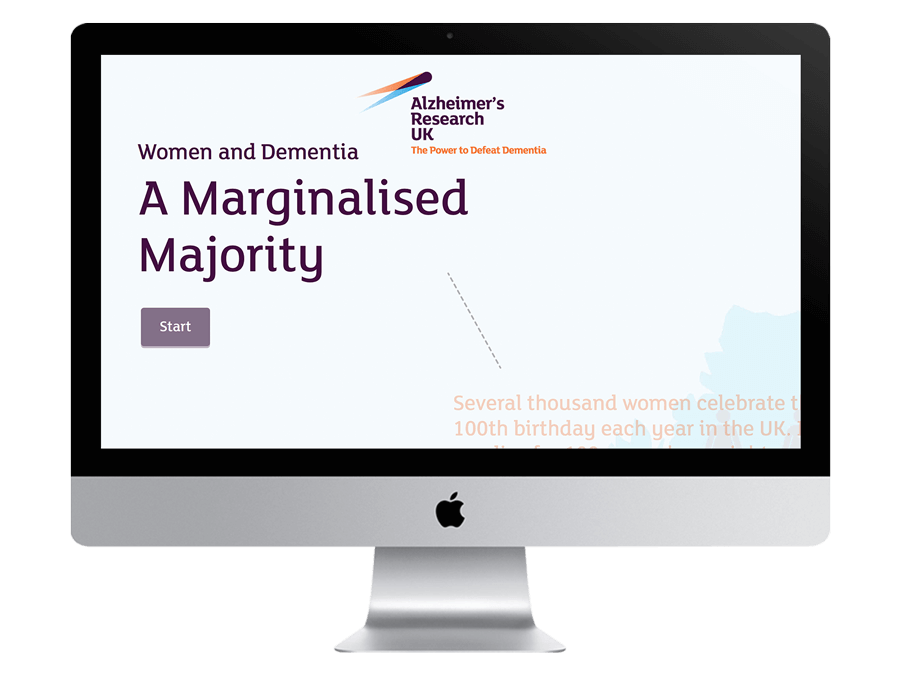 Alzheimer's
Research
UK
The Power to Defeat Dementia
Women and Dementia
A Marginalised
Majority
Start
Several thousand women celebrate
100th birthday each year in the UK.